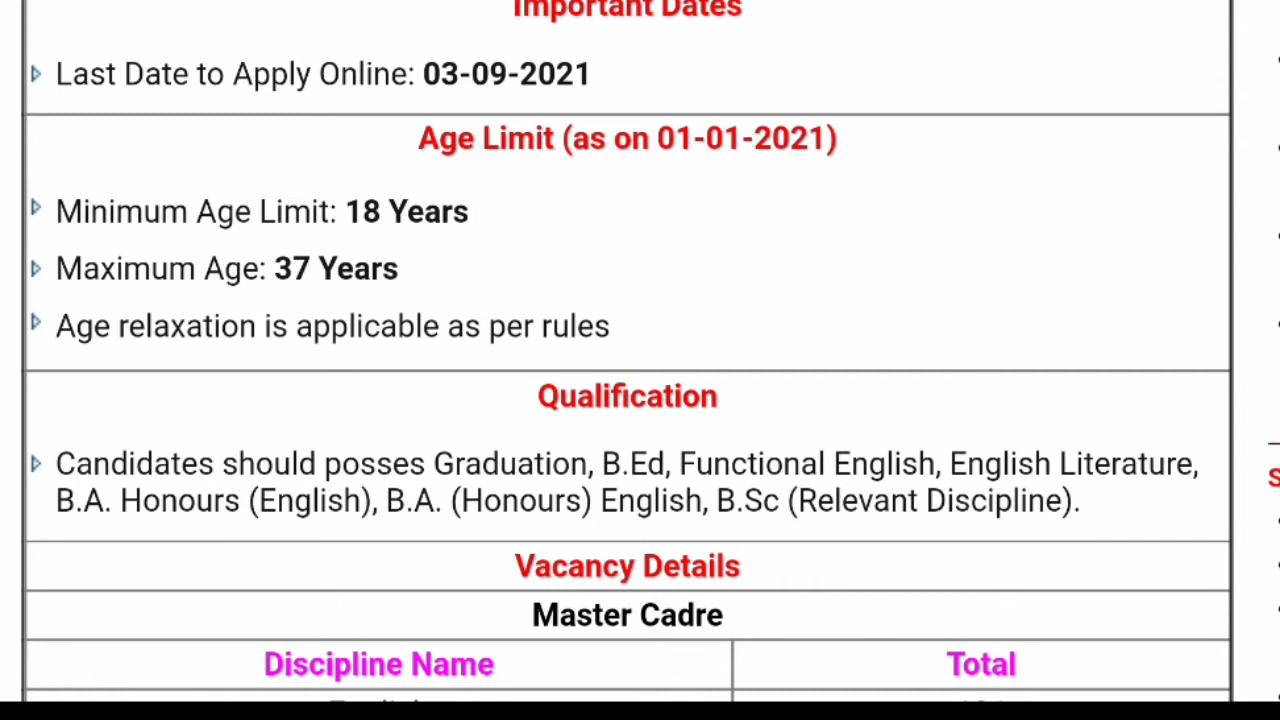 Important Dates
Last Date to Apply Online: 03-09-2021
Age Limit (as on 01-01-2021)
Minimum Age Limit: 18 Years
Maximum Age: 37 Years
Age relaxation is applicable as per rules
Qualification
Candidates should posses Graduation, B.Ed, Functional English, English Literature,
B.A. Honours (English), B.A. (Honours) English, B.Sc (Relevant Discipline).
Vacancy Details
Master Cadre
Discipline Name Total